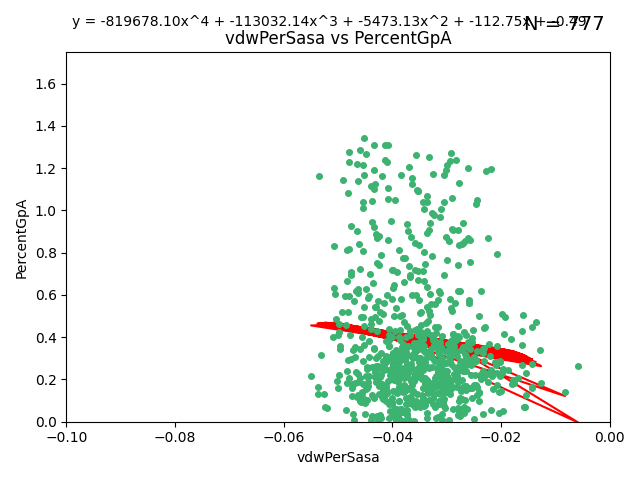 y = -819678.10x^4 + -113032.14x^3 + -5473.13x^2 + -112.75x + -0.49
N = 777
vdwPerSasa vs PercentGpA
1.6
1.4
1.2
1.0
0.8
0.6
0.4
0.2
0.0
PercentGpA
−0.10 −0.08 −0.06 −0.04 −0.02 0.00
vdwPerSasa